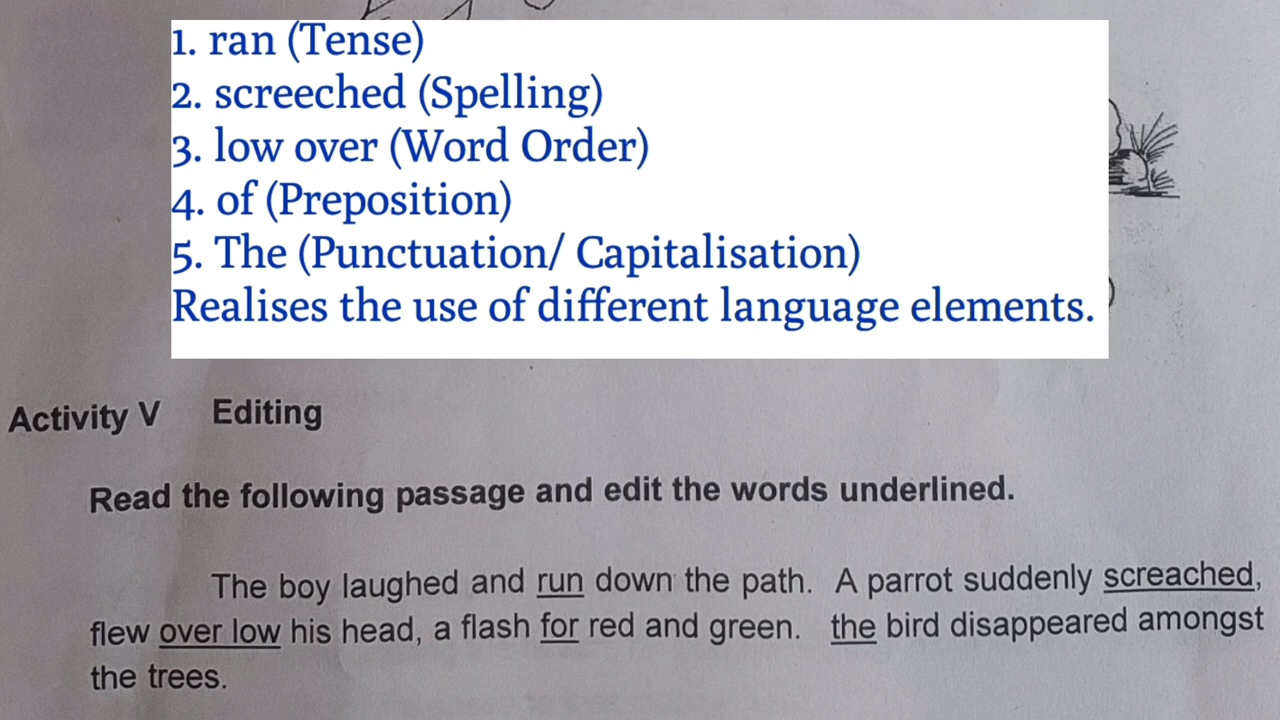 1. ran (Tense)
2. screeched (Spelling)
3. low over (Word Order)
4. of (Preposition)
5. The (Punctuation/ Capitalisation)
Realises the use of different language elements.
Activity V Editing
Read the following passage and edit the words underlined.
The boy laughed and run down the path. A parrot suddenly screached,
flew over low his head, a flash for red and green. the bird disappeared amongst
the trees.